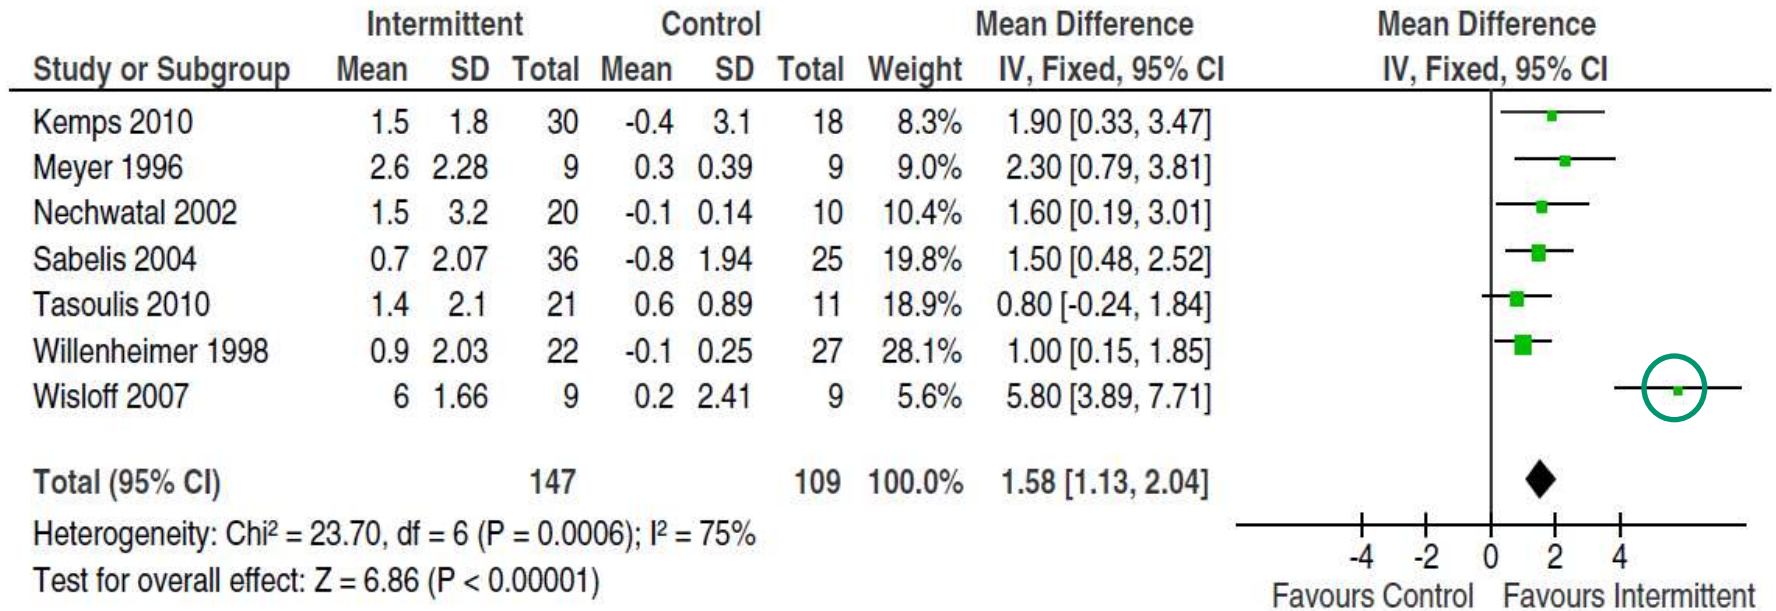 Intermittent Control Mean Difference Mean Difference
Study or Subgroup Mean SD Total Mean SD Total Weight IV, Fixed, 95% CI IV, Fixed, 95% CI
Kemps 2010 1.5 1.8 30 -0.4 3.1 18 8.3% 1.90 [0.33, 3.47]
Meyer 1996 2.6 2.28 9 0.3 0.39 9 9.0% 2.30 [0.79, 3.81]
Nechwatal 2002 1.5 3.2 20 -0.1 0.14 10 10.4% 1.60 [0.19, 3.01]
Sabelis 2004 0.7 2.07 36 -0.8 1.94 25 19.8% 1.50 [0.48, 2.52]
Tasoulis 2010 1.4 2.1 21 0.6 0.89 11 18.9% 0.80 [-0.24, 1.84]
Willenheimer 1998 0.9 2.03 22 -0.1 0.25 27 28.1% 1.00 [0.15, 1.85]
Wisloff 2007 6 1.66 9 0.2 2.41 9 5.6% 5.80 [3.89, 7.71]
Total (95% CI) 147 109 100.0% 1.58 [1.13, 2.04]
Heterogeneity: Chi² = 23.70, df = 6 (P = 0.0006); I² = 75%
Test for overall effect: Z = 6.86 (P < 0.00001)
-4 -2 0 2 4
Favours Control Favours Intermittent